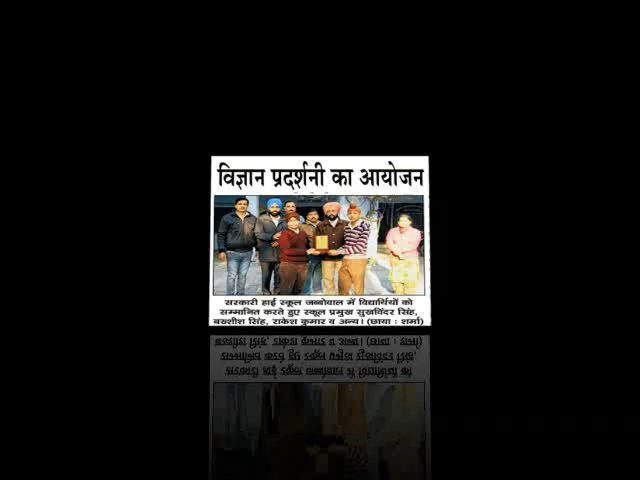 विज्ञान प्रदर्शनी का आयोजन
सरकारी हाई स्कूल जब्बोवाल में विद्यार्थियों को
सम्मानित करते हुए स्कूल प्रमुख सुखविंदर सिंह,
बख्शीश सिंह, राकेश कुमार व अन्य। (छाया : शर्मा)